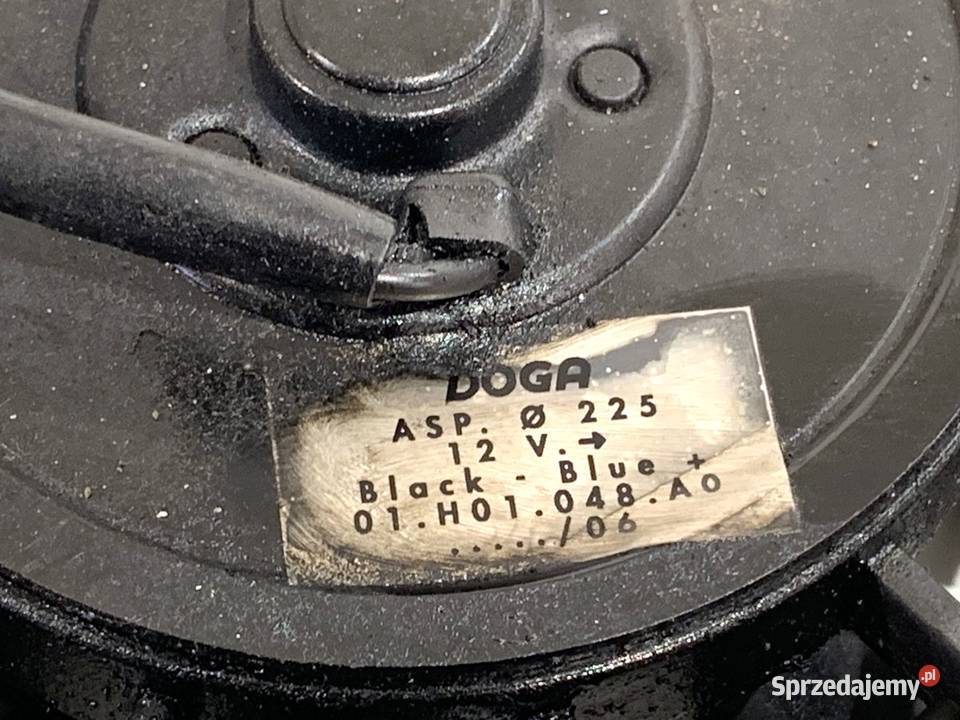 DOGA
ASP. Ø 225
12 V.➔
Black - Blue +
01.H01.048.A0
...../06
Sprzedajemy.pl